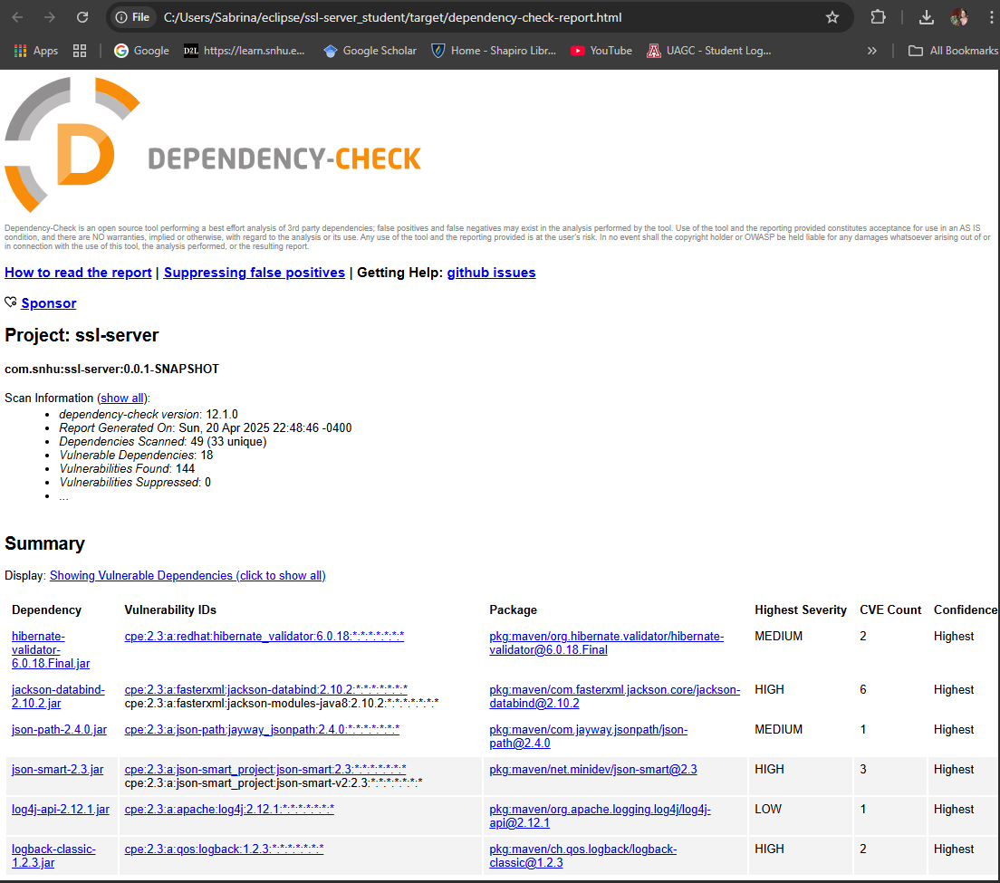 File C:/Users/Sabrina/eclipse/ssl-server_student/target/dependency-check-report.html
Apps Google D2L https://learn.snhu.e... Google Scholar Home - Shapiro Libr... YouTube UAGC - Student Log... » All Bookmarks
D DEPENDENCY-CHECK
Dependency-Check is an open source tool performing a best effort analysis of 3rd party dependencies; false positives and false negatives may exist in the analysis performed by the tool. Use of the tool and the reporting provided constitutes acceptance for use in an AS IS
condition, and there are NO warranties, implied or otherwise, with regard to the analysis or its use. Any use of the tool and the reporting provided is at the user's risk. In no event shall the copyright holder or OWASP be held liable for any damages whatsoever arising out of or
in connection with the use of this tool, the analysis performed, or the resulting report.
How to read the report | Suppressing false positives | Getting Help: github issues
Sponsor
Project: ssl-server
com.snhu:ssl-server:0.0.1-SNAPSHOT
Scan Information (show all):
• dependency-check version: 12.1.0
• Report Generated On: Sun, 20 Apr 2025 22:48:46 -0400
• Dependencies Scanned: 49 (33 unique)
• Vulnerable Dependencies: 18
• Vulnerabilities Found: 144
• Vulnerabilities Suppressed: 0
• ...
Summary
Display: Showing Vulnerable Dependencies (click to show all)
Dependency Vulnerability IDs Package Highest Severity CVE Count Confidence
hibernate- cpe:2.3:a:redhat:hibernate_validator:6.0.18:*:*:*:*:*:*:* pkg:maven/org.hibernate.validator/hibernate- MEDIUM 2 Highest
validator- validator@6.0.18.Final
6.0.18.Final.jar
jackson-databind- cpe:2.3:a:fasterxml:jackson-databind:2.10.2:*:*:*:*:*:*:* pkg:maven/com.fasterxml.jackson.core/jackson- HIGH 6 Highest
2.10.2.jar cpe:2.3:a:fasterxml:jackson-modules-java8:2.10.2:*:*:*:*:*:*:* databind@2.10.2
json-path-2.4.0.jar cpe:2.3:a:json-path:jayway_jsonpath:2.4.0:*:*:*:*:*:*:* pkg:maven/com.jayway.jsonpath/json- MEDIUM 1 Highest
path@2.4.0
json-smart-2.3.jar cpe:2.3:a:json-smart_project:json-smart:2.3:*:*:*:*:*:*:* pkg:maven/net.minidev/json-smart@2.3 HIGH 3 Highest
cpe:2.3:a:json-smart_project:json-smart-v2:2.3:*:*:*:*:*:*:*
log4j-api-2.12.1.jar cpe:2.3:a:apache:log4j:2.12.1:*:*:*:*:*:*:* pkg:maven/org.apache.logging.log4j/log4j- LOW 1 Highest
api@2.12.1
logback-classic- cpe:2.3:a:qos:logback:1.2.3:*:*:*:*:*:*:* pkg:maven/ch.qos.logback/logback- HIGH 2 Highest
1.2.3.jar classic@1.2.3